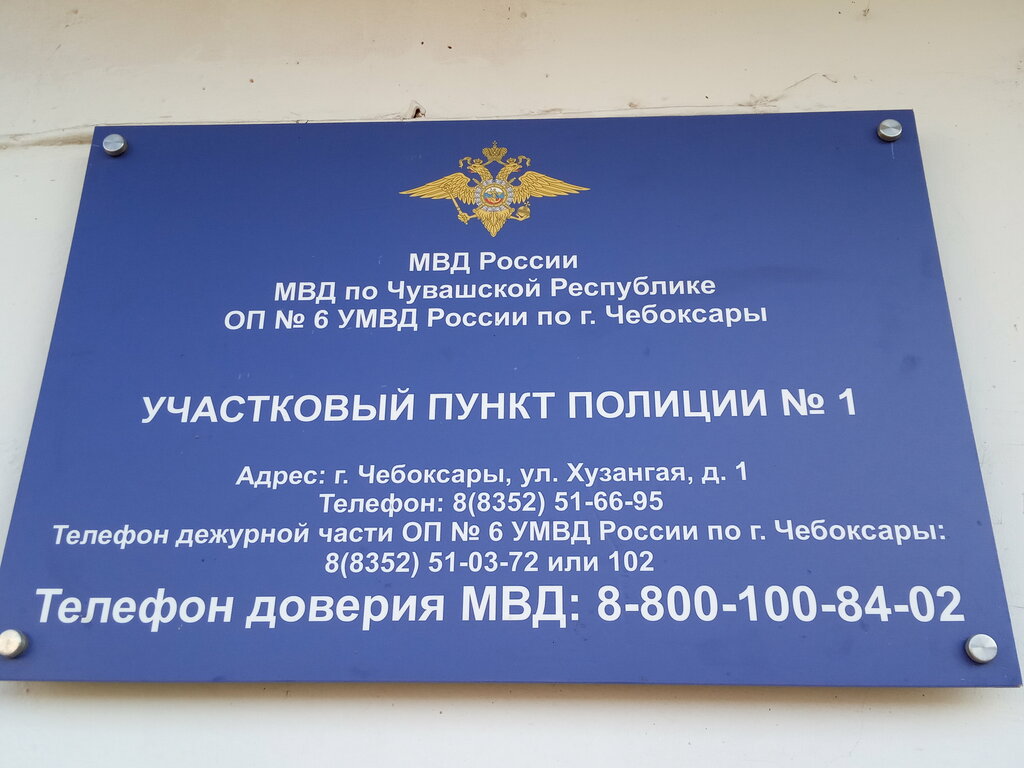 МВД России
МВД по Чувашской Республике
ОП № 6 УМВД России по г. Чебоксары
УЧАСТКОВЫЙ ПУНКТ ПОЛИЦИИ № 1
Адрес: г. Чебоксары, ул. Хузангая, д. 1
Телефон: 8(8352) 51-66-95
Телефон дежурной части ОП № 6 УМВД России по г. Чебоксары:
8(8352) 51-03-72 или 102
Телефон доверия МВД: 8-800-100-84-02